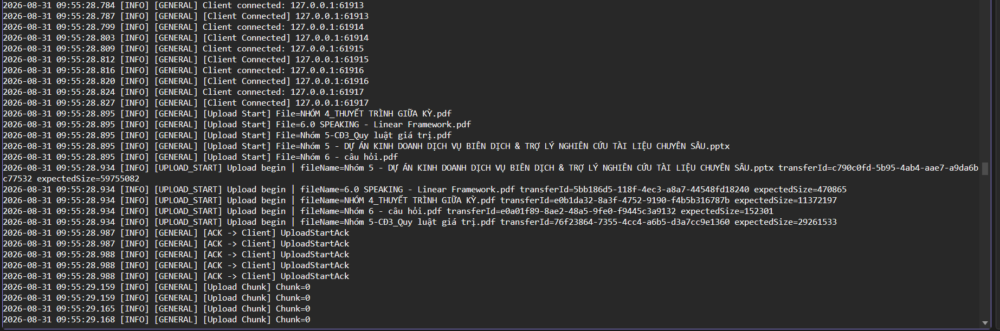 2026-08-31 09:55:28.784 [INFO] [GENERAL] Client connected: 127.0.0.1:61913
2026-08-31 09:55:28.787 [INFO] [GENERAL] [Client Connected] 127.0.0.1:61913
2026-08-31 09:55:28.799 [INFO] [GENERAL] Client connected: 127.0.0.1:61914
2026-08-31 09:55:28.803 [INFO] [GENERAL] [Client Connected] 127.0.0.1:61914
2026-08-31 09:55:28.809 [INFO] [GENERAL] Client connected: 127.0.0.1:61915
2026-08-31 09:55:28.812 [INFO] [GENERAL] [Client Connected] 127.0.0.1:61915
2026-08-31 09:55:28.816 [INFO] [GENERAL] Client connected: 127.0.0.1:61916
2026-08-31 09:55:28.820 [INFO] [GENERAL] [Client Connected] 127.0.0.1:61916
2026-08-31 09:55:28.824 [INFO] [GENERAL] Client connected: 127.0.0.1:61917
2026-08-31 09:55:28.827 [INFO] [GENERAL] [Client Connected] 127.0.0.1:61917
2026-08-31 09:55:28.895 [INFO] [GENERAL] [Upload Start] File=NHÓM 4_THUYẾT TRÌNH GIỮA KỲ.pdf
2026-08-31 09:55:28.895 [INFO] [GENERAL] [Upload Start] File=6.0 SPEAKING - Linear Framework.pdf
2026-08-31 09:55:28.895 [INFO] [GENERAL] [Upload Start] File=Nhóm 5-CĐ3_Quy luật giá trị.pdf
2026-08-31 09:55:28.895 [INFO] [GENERAL] [Upload Start] File=Nhóm 5 - DỰ ÁN KINH DOANH DỊCH VỤ BIÊN DỊCH & TRỢ LÝ NGHIÊN CỨU TÀI LIỆU CHUYÊN SÂU.pptx
2026-08-31 09:55:28.895 [INFO] [GENERAL] [Upload Start] File=Nhóm 6 - câu hỏi.pdf
2026-08-31 09:55:28.934 [INFO] [UPLOAD_START] Upload begin | fileName=Nhóm 5 - DỰ ÁN KINH DOANH DỊCH VỤ BIÊN DỊCH & TRỢ LÝ NGHIÊN CỨU TÀI LIỆU CHUYÊN SÂU.pptx transferId=c790c0fd-5b95-4ab4-aae7-a9da6b
c77532 expectedSize=59755082
2026-08-31 09:55:28.934 [INFO] [UPLOAD_START] Upload begin | fileName=6.0 SPEAKING - Linear Framework.pdf transferId=5bb186d5-118f-4ec3-a8a7-44548fd18240 expectedSize=470865
2026-08-31 09:55:28.934 [INFO] [UPLOAD_START] Upload begin | fileName=NHÓM 4_THUYẾT TRÌNH GIỮA KỲ.pdf transferId=e0b1da32-8a3f-4752-9190-f4b5b316787b expectedSize=11372197
2026-08-31 09:55:28.934 [INFO] [UPLOAD_START] Upload begin | fileName=Nhóm 6 - câu hỏi.pdf transferId=e0a01f89-8ae2-48a5-9fe0-f9445c3a9132 expectedSize=152301
2026-08-31 09:55:28.934 [INFO] [UPLOAD_START] Upload begin | fileName=Nhóm 5-CĐ3_Quy luật giá trị.pdf transferId=76f23864-7355-4cc4-a6b5-d3a7cc9e1360 expectedSize=29261533
2026-08-31 09:55:28.987 [INFO] [GENERAL] [ACK -> Client] UploadStartAck
2026-08-31 09:55:28.987 [INFO] [GENERAL] [ACK -> Client] UploadStartAck
2026-08-31 09:55:28.988 [INFO] [GENERAL] [ACK -> Client] UploadStartAck
2026-08-31 09:55:28.988 [INFO] [GENERAL] [ACK -> Client] UploadStartAck
2026-08-31 09:55:28.988 [INFO] [GENERAL] [ACK -> Client] UploadStartAck
2026-08-31 09:55:29.159 [INFO] [GENERAL] [Upload Chunk] Chunk=0
2026-08-31 09:55:29.159 [INFO] [GENERAL] [Upload Chunk] Chunk=0
2026-08-31 09:55:29.165 [INFO] [GENERAL] [Upload Chunk] Chunk=0
2026-08-31 09:55:29.168 [INFO] [GENERAL] [Upload Chunk] Chunk=0